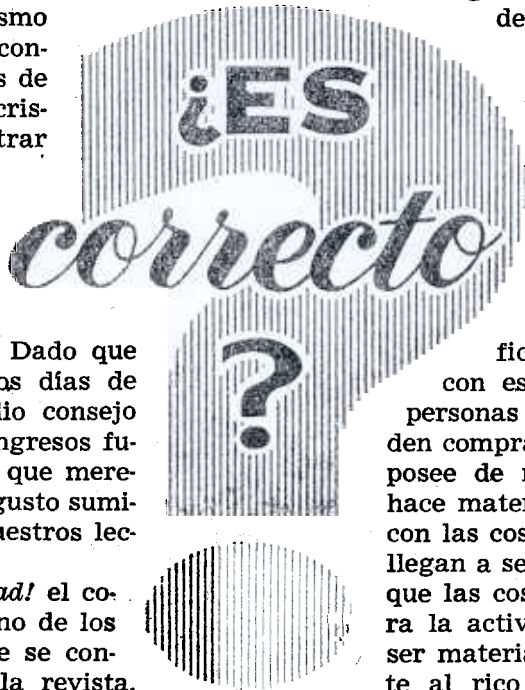 smo
con-
s de
cris-
trar
¿ES
correcto
?
Dado que
os días de
dio consejo
ngresos fu-
que mere-
gusto sumi-
uestros lec-
ad! el co-
no de los
e se con-
la revista.
de
fic
con es
personas
den compra
posee de
hace mater
con las cos
llegan a se
que las cos
ra la activ
ser materia
te al rico